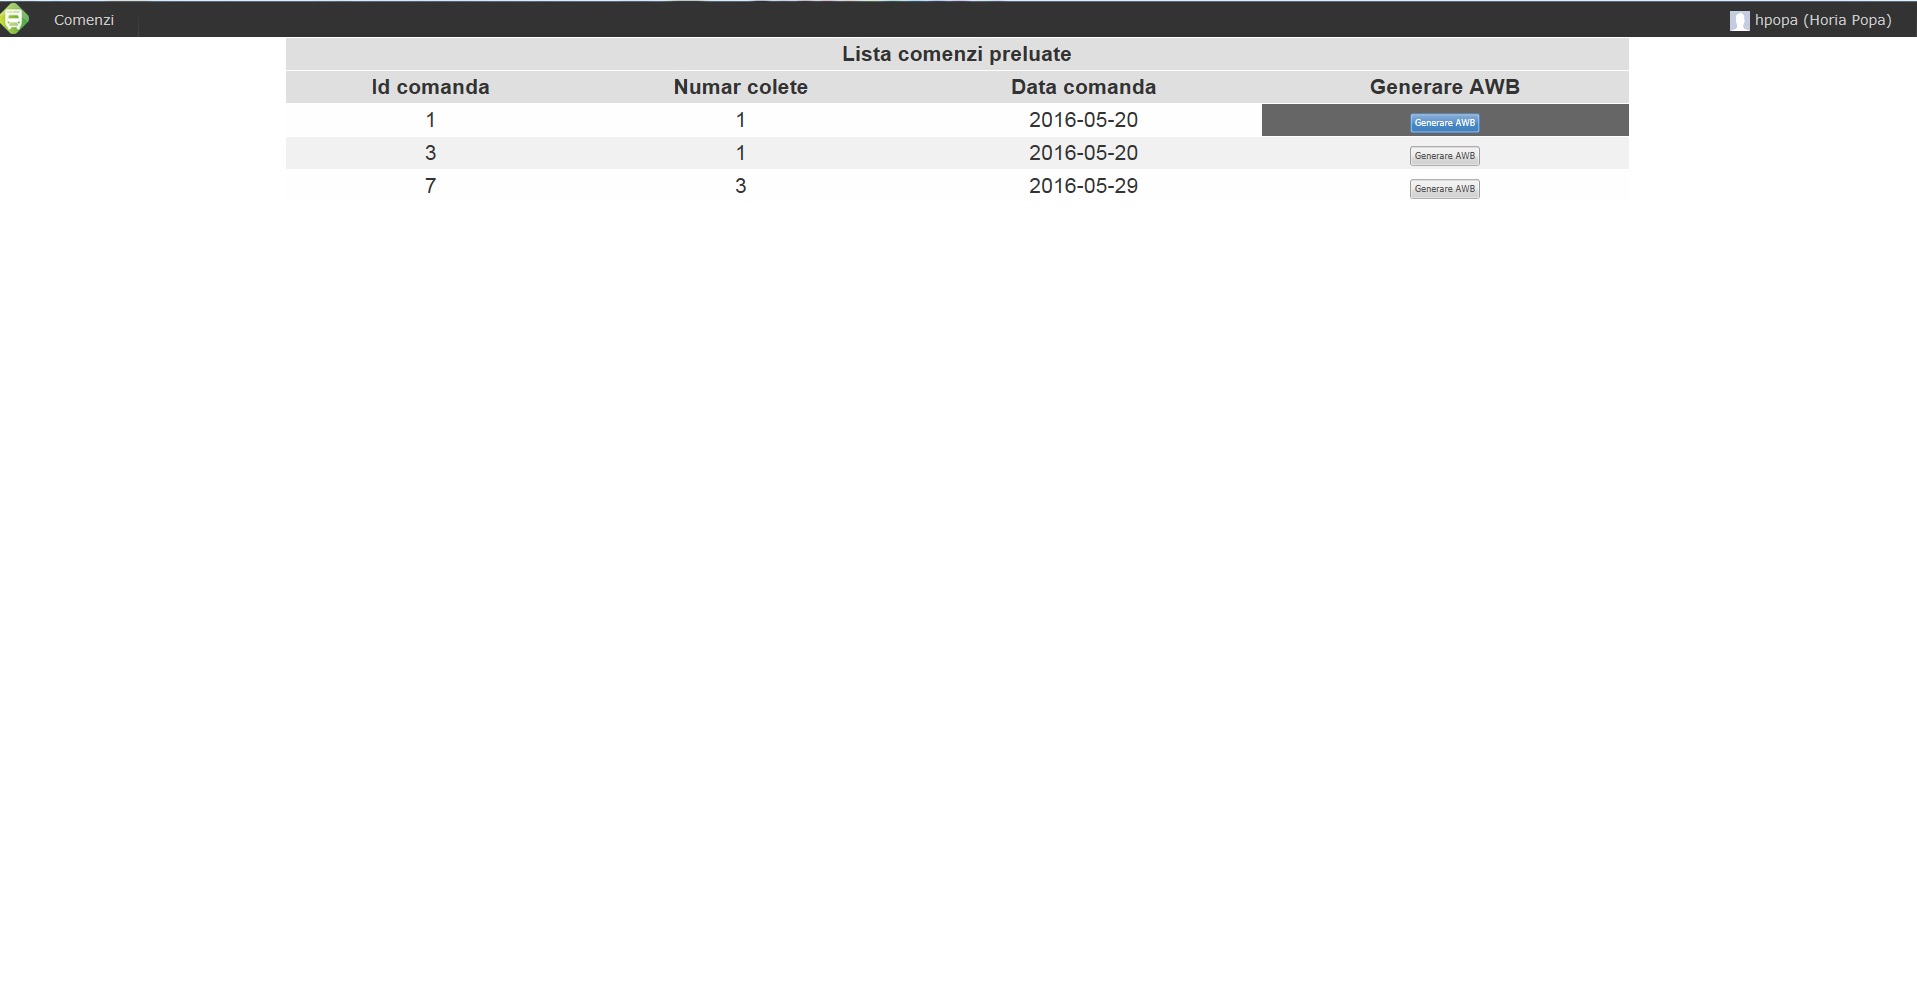 Comenzi hpopa (Horia Popa)
Lista comenzi preluate
Id comanda Numar colete Data comanda Generare AWB
1 1 2016-05-20 Generare AWB
3 1 2016-05-20 Generare AWB
7 3 2016-05-29 Generare AWB